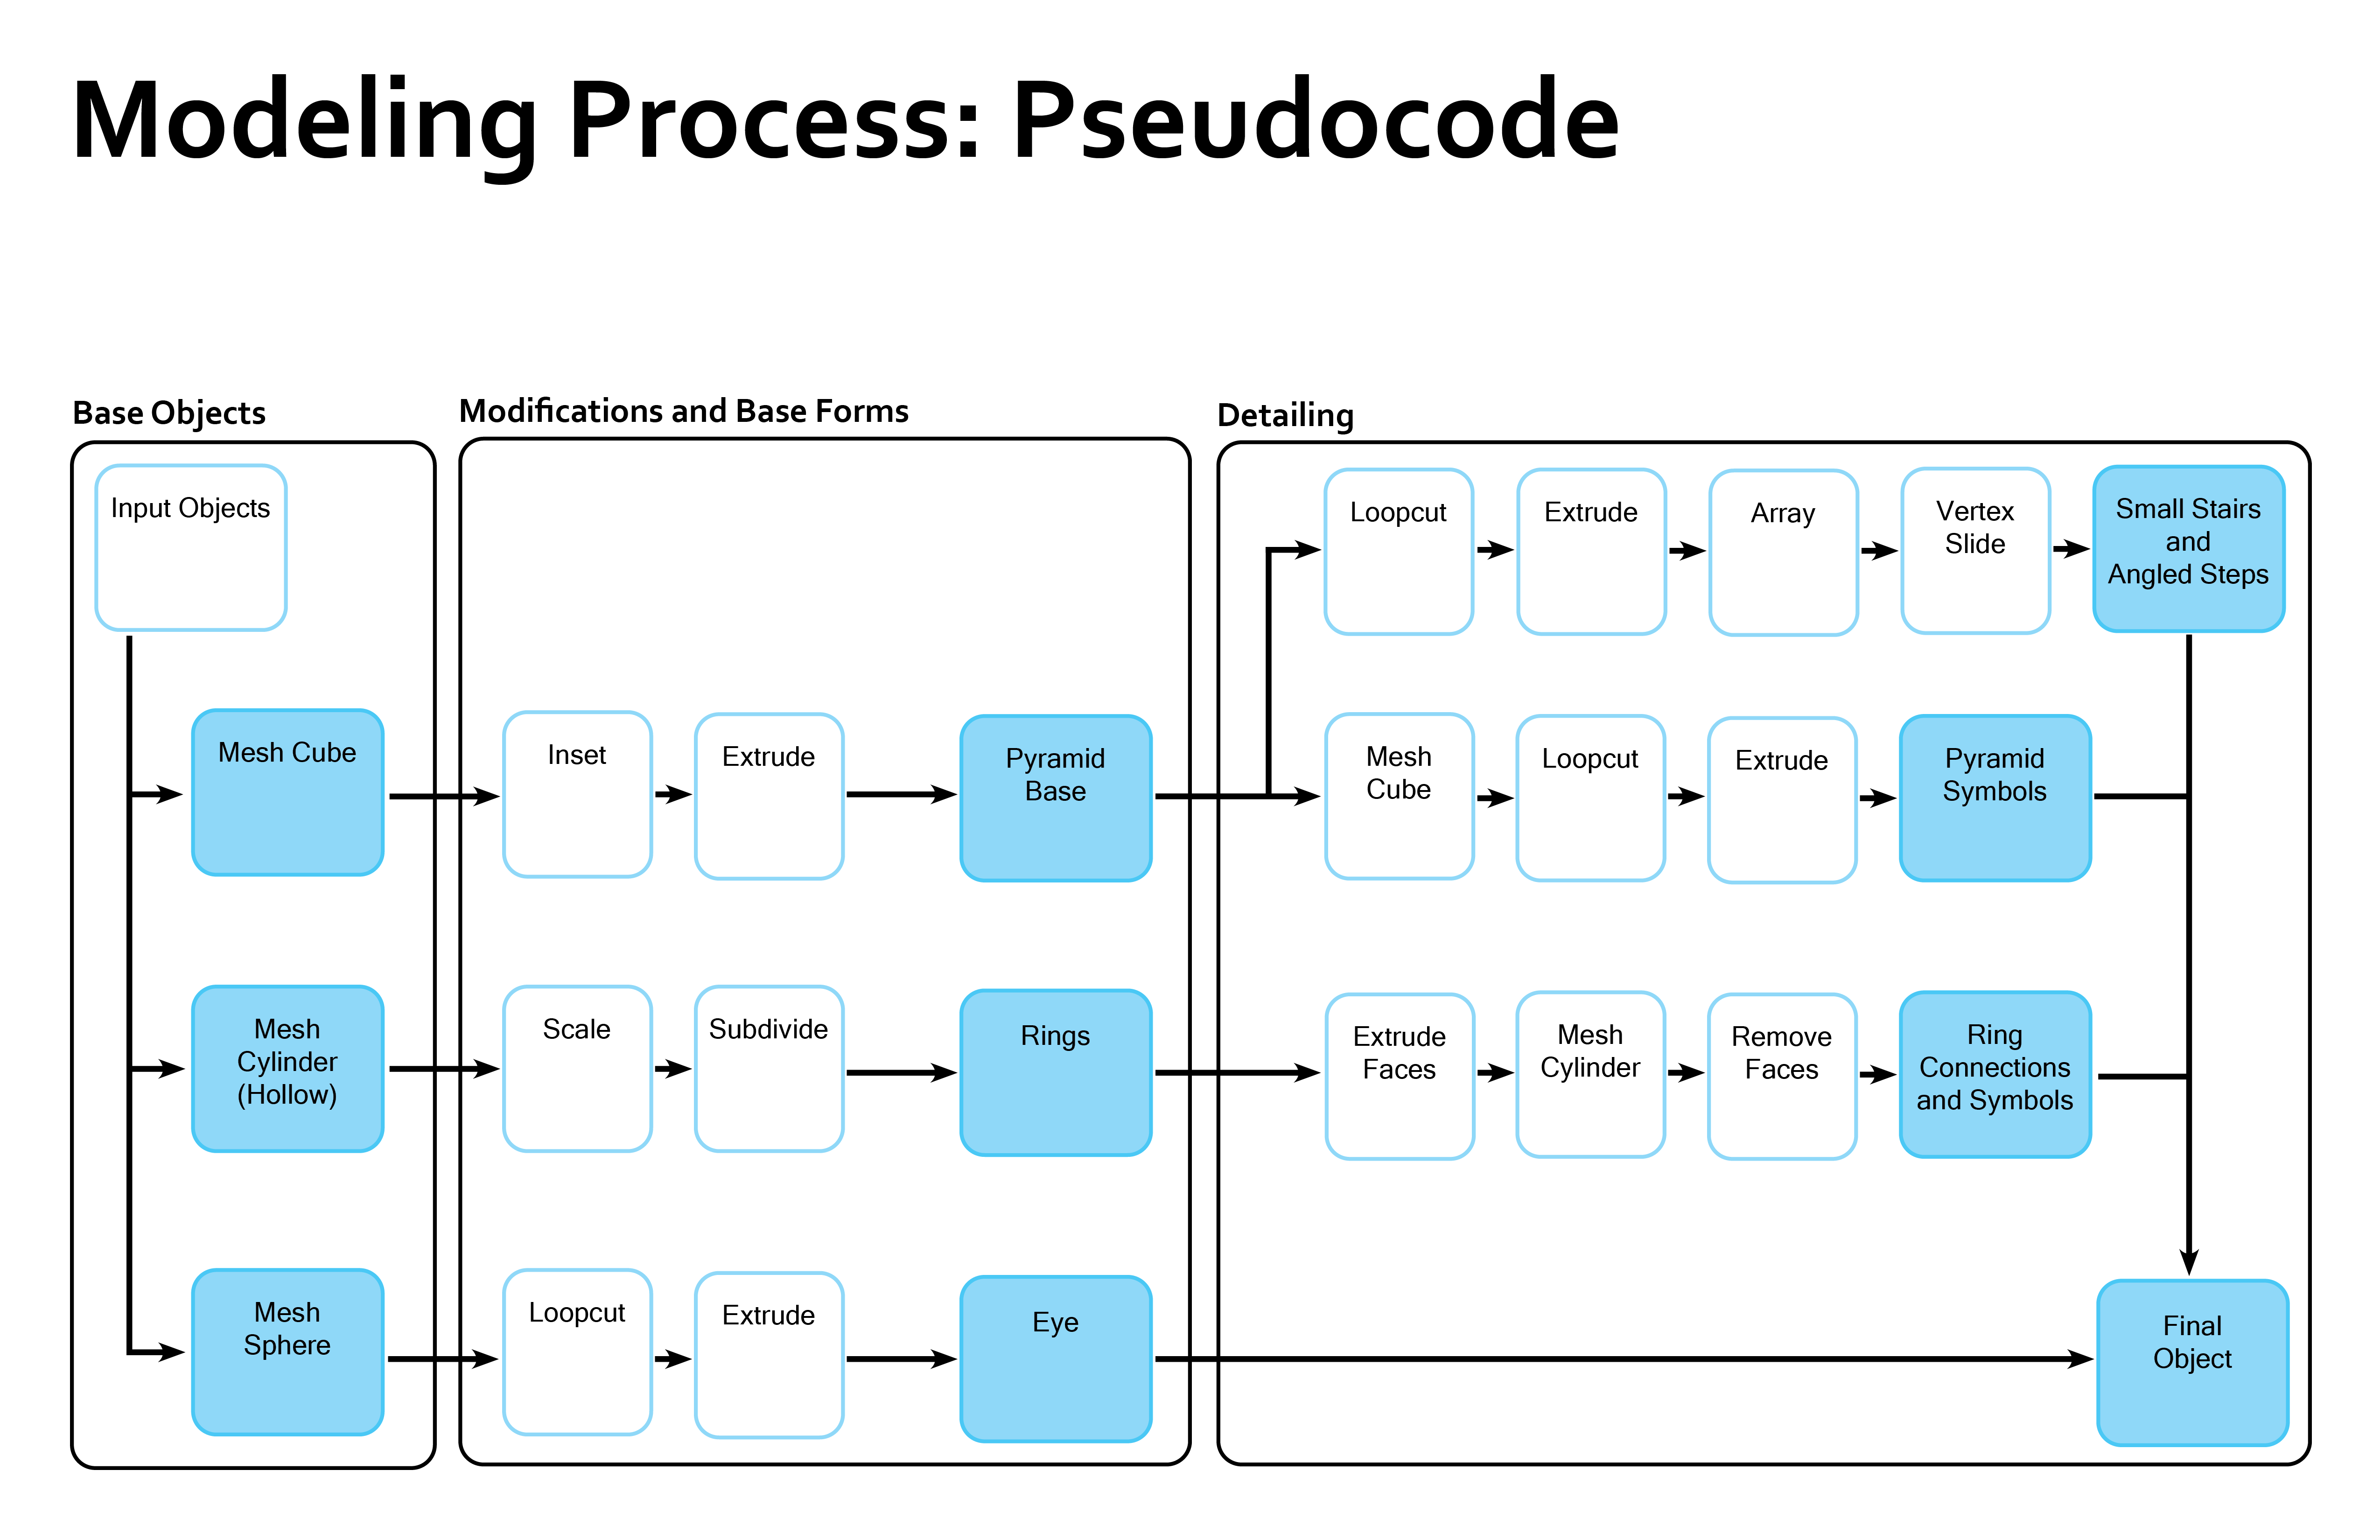 Modeling Process: Pseudocode
Base Objects
Input Objects
Mesh Cube
Mesh
Cylinder
(Hollow)
Mesh
Sphere
Modifications and Base Forms
Inset
Extrude
Pyramid
Base
Scale
Subdivide
Rings
Loopcut
Extrude
Eye
Detailing
Loopcut
Extrude
Array
Vertex
Slide
Small Stairs
and
Angled Steps
Mesh
Cube
Loopcut
Extrude
Pyramid
Symbols
Extrude
Faces
Mesh
Cylinder
Remove
Faces
Ring
Connections
and Symbols
Final
Object